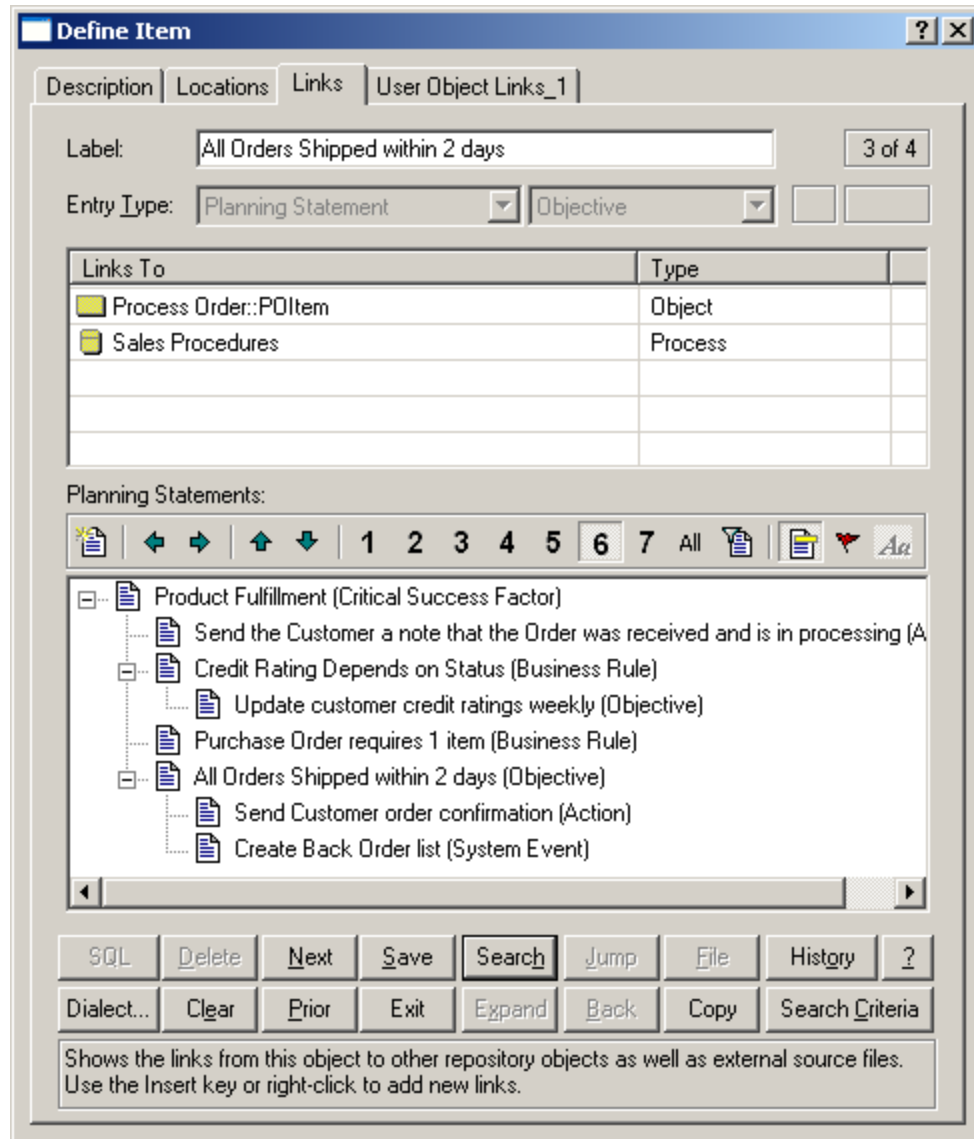 Define Item
? X
Description Locations Links User Object Links_1
Label: All Orders Shipped within 2 days 3 of 4
Entry Type: Planning Statement Objective
Links To Type
Process Order::POItem Object
Sales Procedures Process
Planning Statements:
1 2 3 4 5 6 7 All Aa
Product Fulfillment (Critical Success Factor)
Send the Customer a note that the Order was received and is in processing (A
Credit Rating Depends on Status (Business Rule)
Update customer credit ratings weekly (Objective)
Purchase Order requires 1 item (Business Rule)
All Orders Shipped within 2 days (Objective)
Send Customer order confirmation (Action)
Create Back Order list (System Event)
SQL Delete Next Save Search Jump File History ?
Dialect... Clear Prior Exit Expand Back Copy Search Criteria
Shows the links from this object to other repository objects as well as external source files.
Use the Insert key or right-click to add new links.